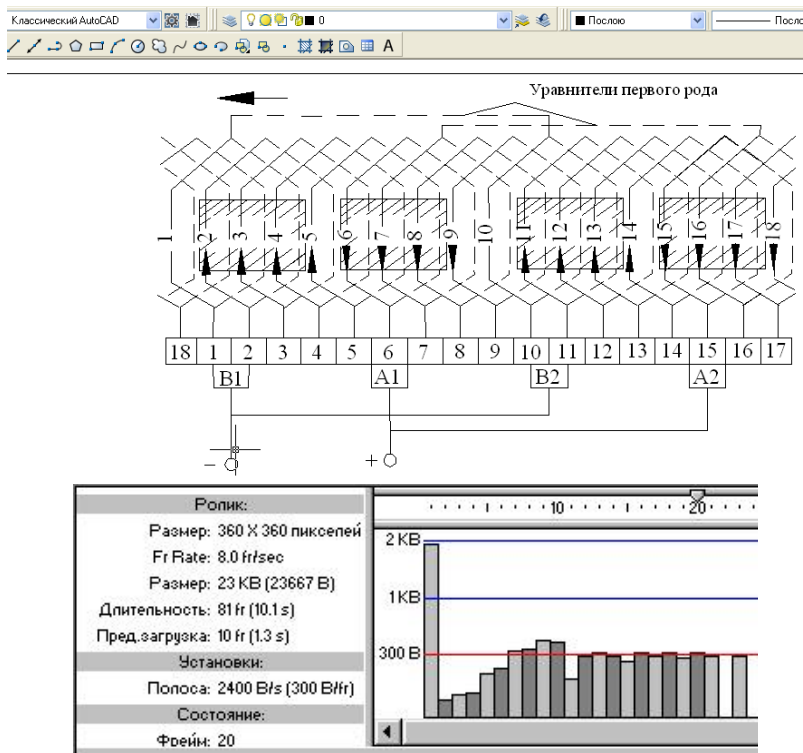 Классический AutoCAD
0
Послою
Посло
A
Уравнители первого рода
1 2 3 4 5 6 7 8 9 10 11 12 13 14 15 16 17 18
18 1 2 3 4 5 6 7 8 9 10 11 12 13 14 15 16 17
B1 A1 B2 A2
- +
Ролик:
Размер: 360 X 360 пикселей
Fr Rate: 8.0 fr/sec
Размер: 23 KB (23667 B)
Длительность: 81 fr (10.1 s)
Пред.загрузка: 10 fr (1.3 s)
Установки:
Полоса: 2400 B/s (300 B/fr)
Состояние:
Фрейм: 20
10 20
2 KB
1KB
300 B